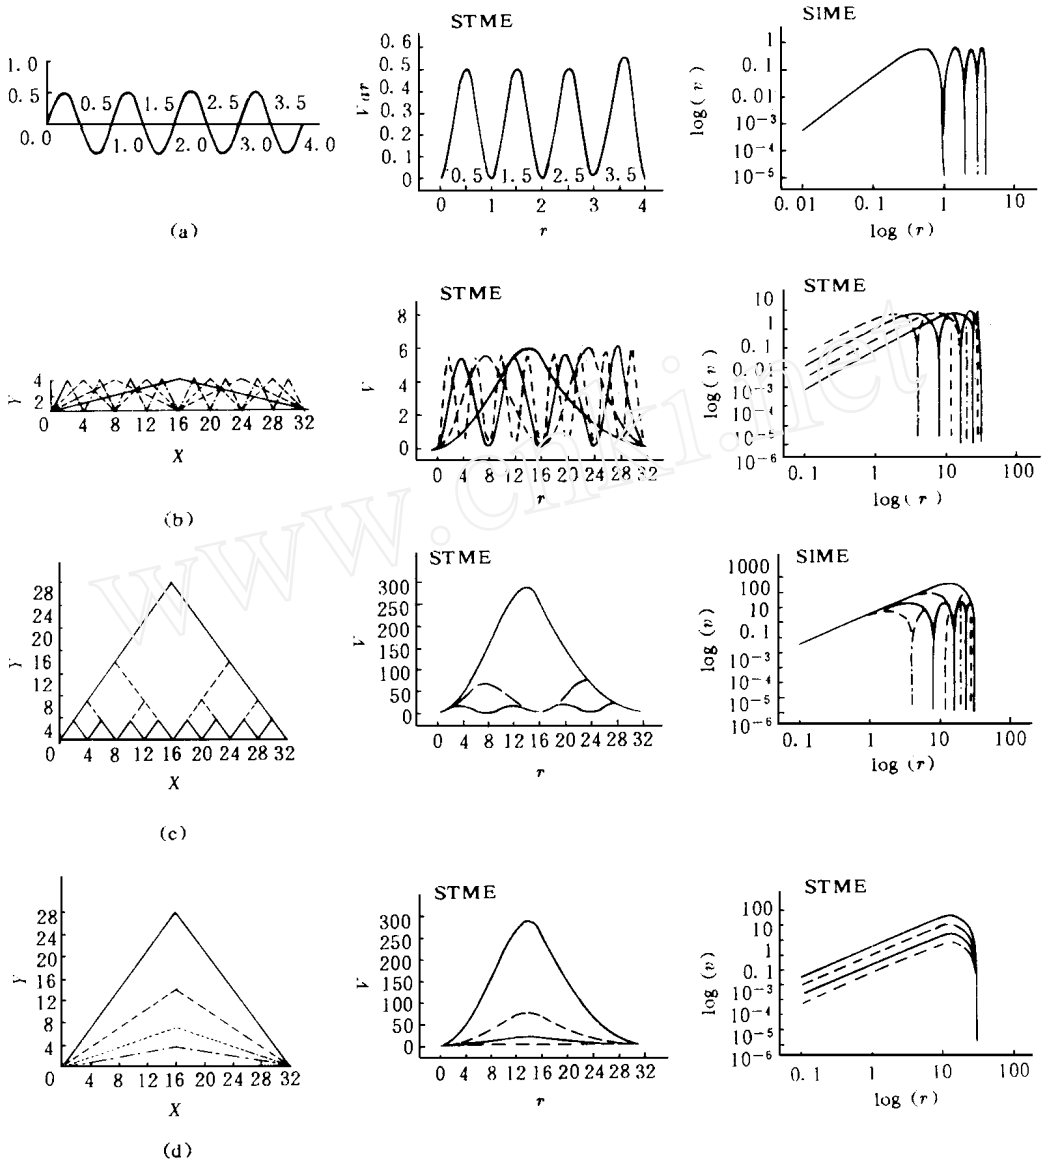 STME
SIME
1.0
0.5
0.0
0.5 1.5 2.5 3.5
1.0 2.0 3.0 4.0
0.6
0.5
0.4
0.3
0.2
0.1
0
Var
0.5 1.5 2.5 3.5
0 1 2 3 4
r
1
0.1
0.01
10−3
10−4
10−5
log(v)
0.01 0.1 1 10
log(r)
(a)
STME
STME
4
2
Y
0 4 8 12 16 20 24 28 32
X
8
6
4
2
0
V
0 4 8 12 16 20 24 28 32
r
10
1
0.1
0.01
10−3
10−4
10−5
10−6
log(v)
0.1 1 10 100
log(r)
(b)
STME
SIME
28
24
20
16
12
8
4
0
Y
4 8 12 16 20 24 28 32
X
300
250
200
150
100
50
0
V
0 4 8 12 16 20 24 28 32
r
1000
100
10
1
0.1
10−3
10−4
10−5
10−6
log(v)
0.1 1 10 100
log(r)
(c)
STME
STME
28
24
20
16
12
8
4
0
Y
4 8 12 16 20 24 28 32
X
300
250
200
150
100
50
0
V
0 4 8 12 16 20 24 28 32
r
100
10
1
0.1
10−3
10−4
10−5
10−6
log(v)
0.1 1 10 100
log(r)
(d)
www.cnki.net